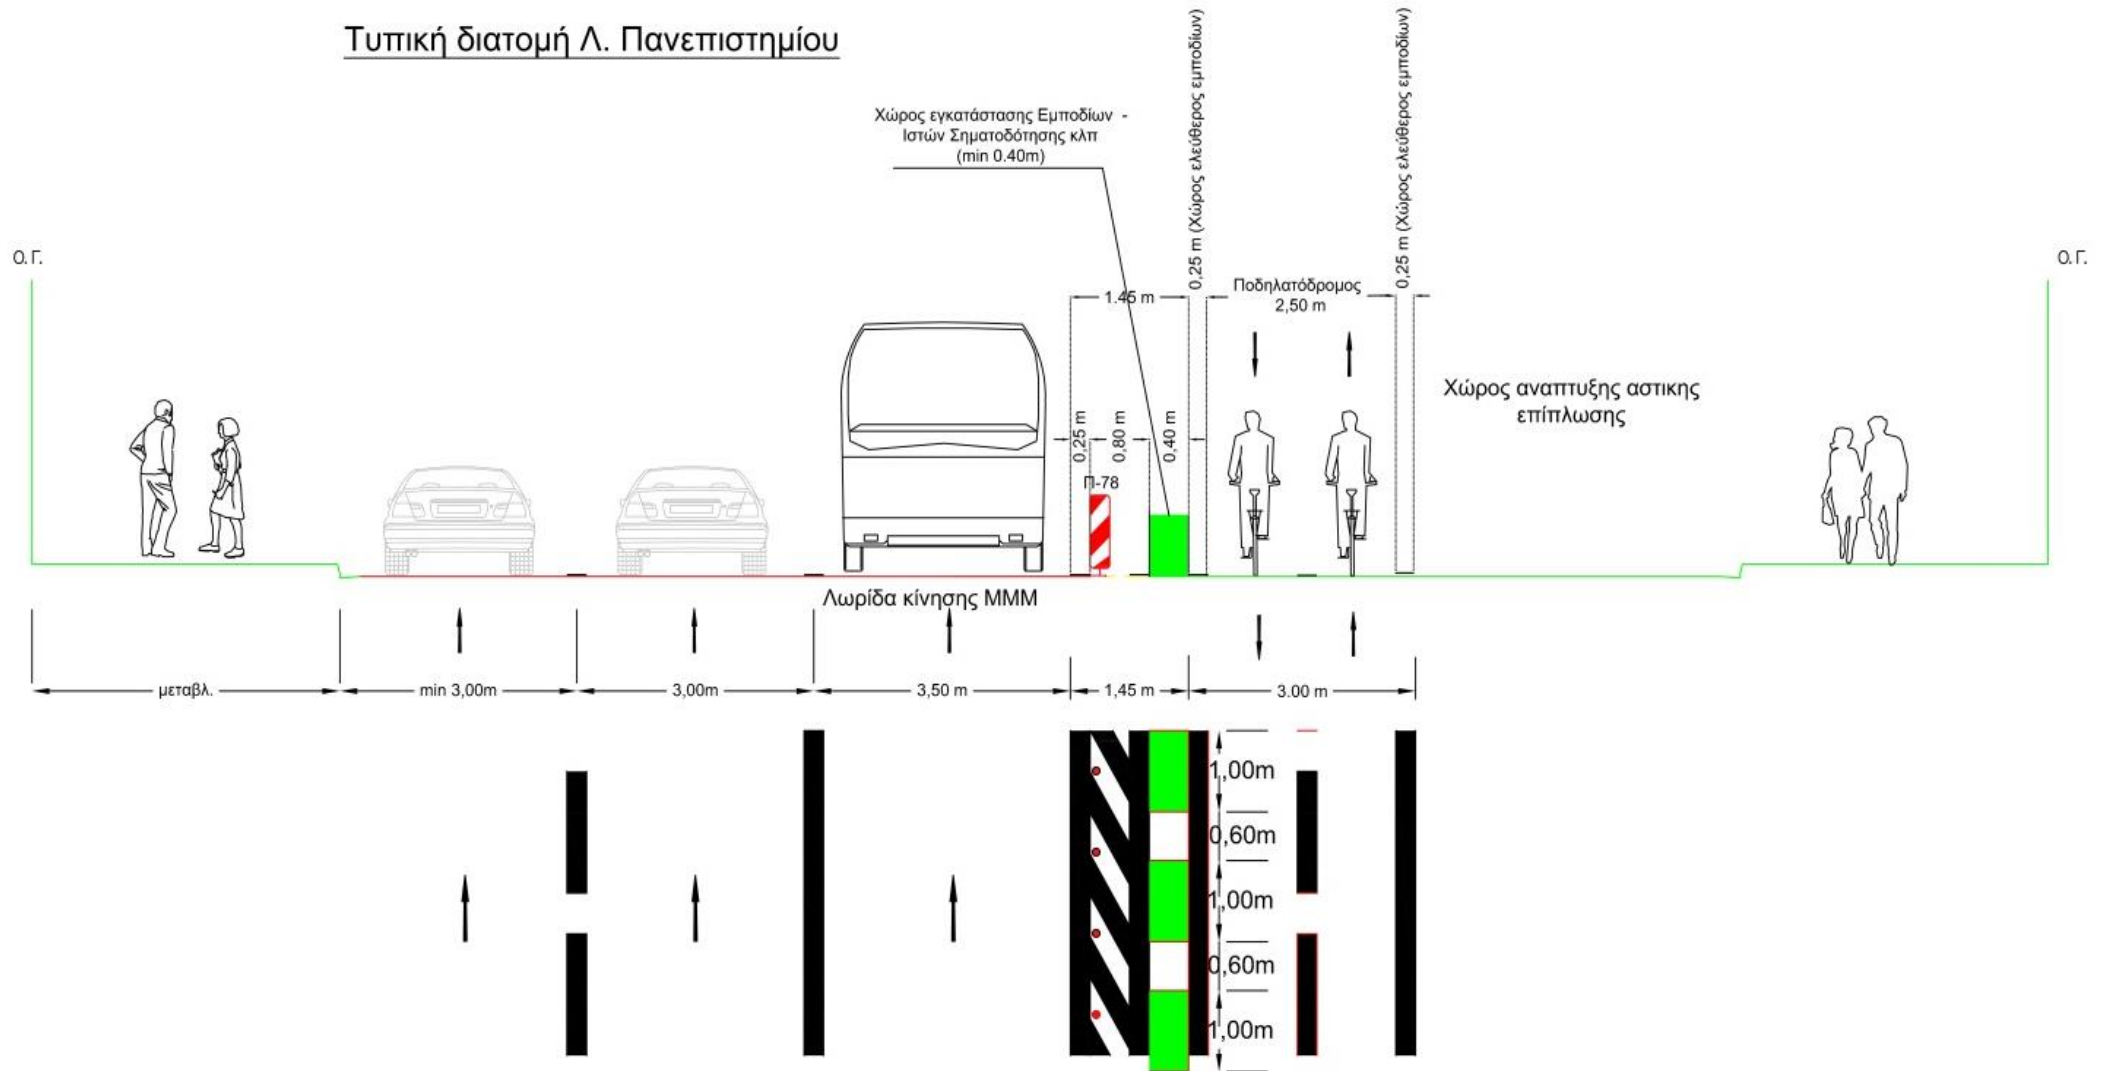 Τυπική διατομή Λ. Πανεπιστημίου
Χώρος εγκατάστασης Εμποδίων -
Ιστών Σηματοδότησης κλπ
(min 0.40m)
0,25 m (Χώρος ελεύθερος εμποδίων)
0,25 m (Χώρος ελεύθερος εμποδίων)
Ο.Γ.
Ο.Γ.
1.45 m
Ποδηλατόδρομος
2,50 m
Χώρος αναπτυξης αστικης
επίπλωσης
0,25 m
0,80 m
0,40 m
Π-78
Λωρίδα κίνησης ΜΜΜ
μεταβλ.
min 3,00m
3,00m
3,50 m
1,45 m
3.00 m
1,00m
0,60m
1,00m
0,60m
1,00m